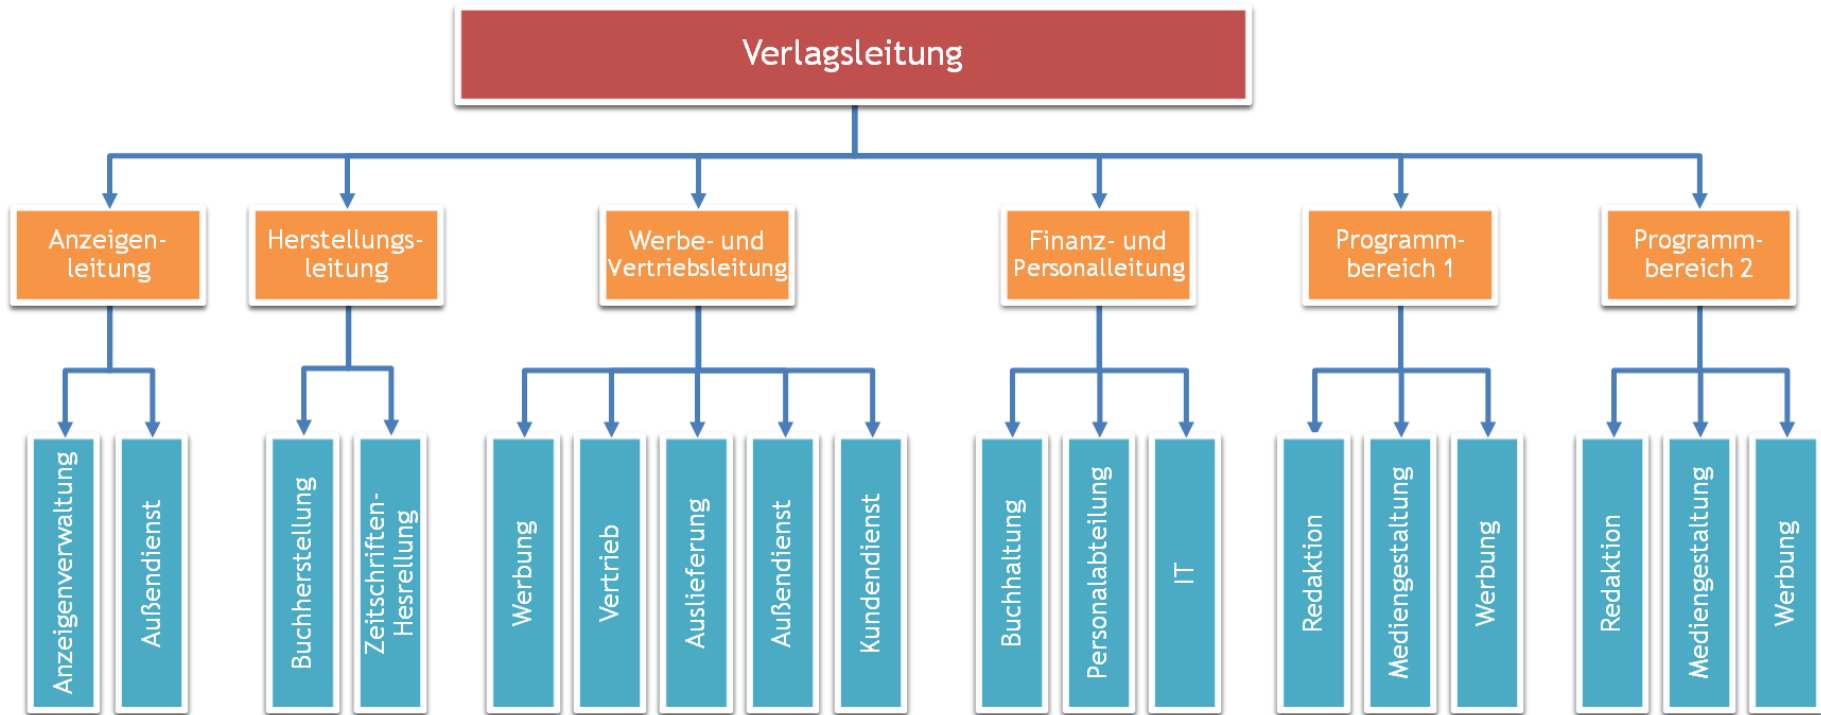 Verlagsleitung
Anzeigen-
leitung
Herstellungs-
leitung
Werbe- und
Vertriebsleitung
Finanz- und
Personalleitung
Programm-
bereich 1
Programm-
bereich 2
Anzeigenverwaltung
Außendienst
Buchherstellung
Zeitschriften-
Hesrellung
Werbung
Vertrieb
Auslieferung
Außendienst
Kundendienst
Buchhaltung
Personalabteilung
IT
Redaktion
Mediengestaltung
Werbung
Redaktion
Mediengestaltung
Werbung